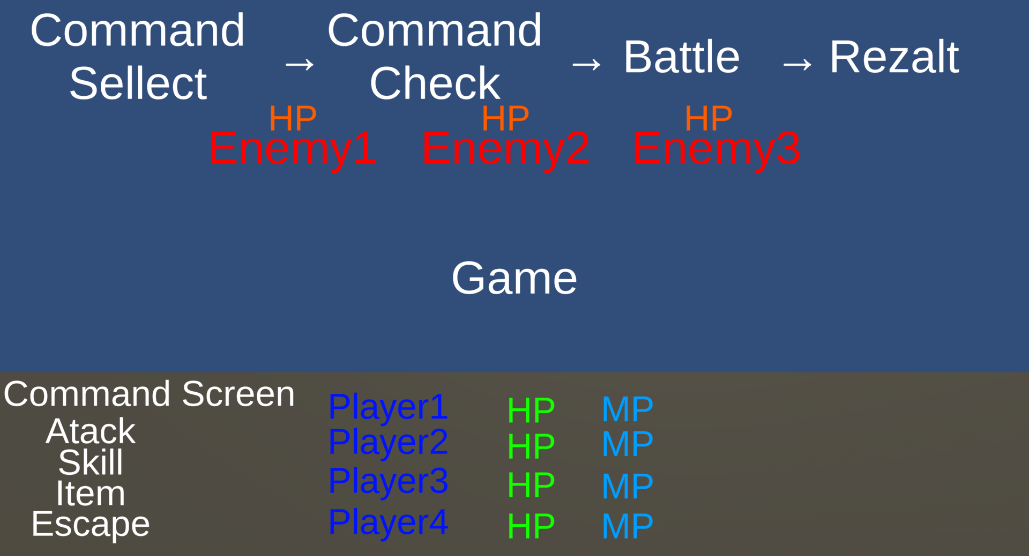 Command
Sellect
→
Command
Check
→
Battle
→
Rezalt
HP
Enemy1
HP
Enemy2
HP
Enemy3
Game
Command Screen
Atack
Skill
Item
Escape
Player1 HP MP
Player2 HP MP
Player3 HP MP
Player4 HP MP